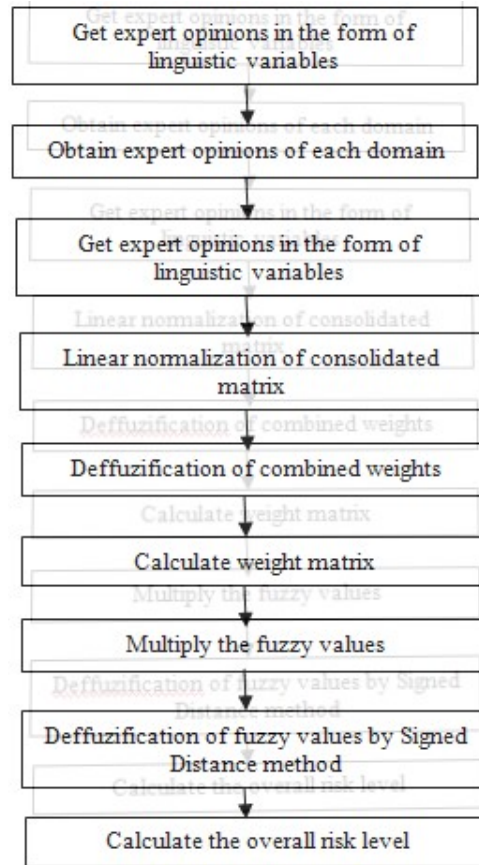 Get expert opinions in the form of
linguistic variables
Obtain expert opinions of each domain
Get expert opinions in the form of
linguistic variables
Linear normalization of consolidated
matrix
Deffuzification of combined weights
Calculate weight matrix
Multiply the fuzzy values
Deffuzification of fuzzy values by Signed
Distance method
Calculate the overall risk level